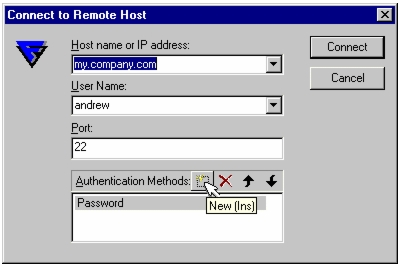 Connect to Remote Host
Host name or IP address:
my.company.com
Connect
Cancel
User Name:
andrew
Port:
22
Authentication Methods:
Password
New (Ins)